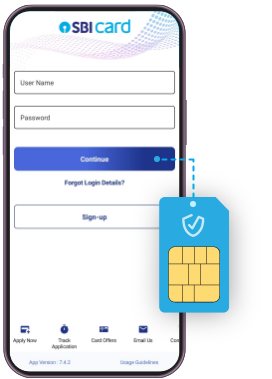 SBI card
User Name
Password
Continue
Forgot Login Details?
Sign-up
Apply Now
Track
Application
Card Offers
Email Us
Con
App Version : 7.4.2
Usage Guidelines